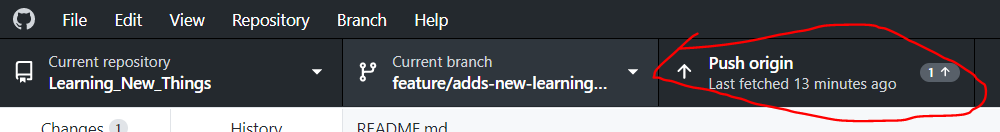 File Edit View Repository Branch Help
Current repository
Learning_New_Things
Current branch
feature/adds-new-learning...
Push origin
Last fetched 13 minutes ago
1
Changes 1
History
README.md